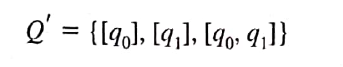 Q′ = {[q₀], [q₁], [q₀, q₁]}